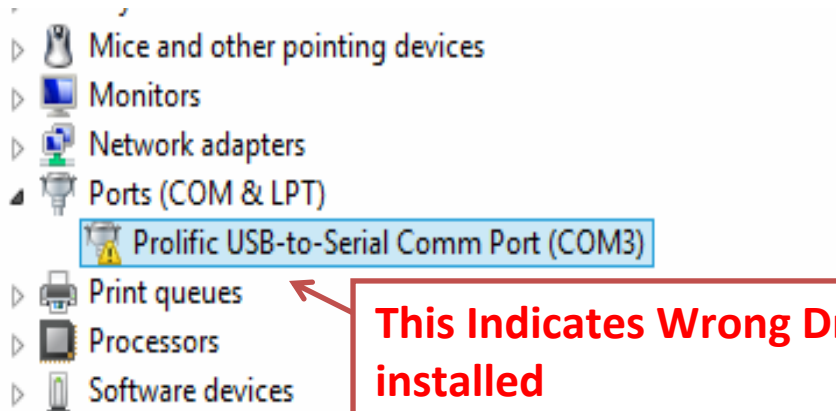 Mice and other pointing devices
Monitors
Network adapters
Ports (COM & LPT)
Prolific USB-to-Serial Comm Port (COM3)
Print queues
This Indicates Wrong
Processors
installed
Software devices